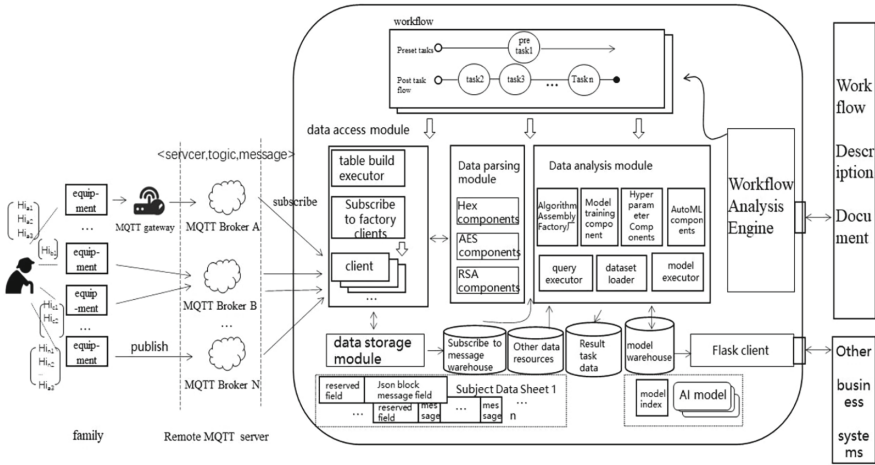 workflow
Preset tasks
pre
task1
Post task
flow
task2
task3
...
Task n
data access module
<servcer,togic,message>
subscribe
table build
executor
Subscribe
to factory
clients
client
...
Data parsing
module
Hex
components
AES
components
RSA
components
Data analysis module
Algorithm
Assembly
Factory/
Model
training
compo
nent
Hyper
param
eter
Comp
onents
AutoML
compon
ents
query
executor
dataset
loader
model
executor
Workflow
Analysis
Engine
Work
flow
Descr
iption
Docu
ment
equip-
ment
...
MQTT gateway
MQTT Broker A
equip-
ment
equip
-ment
...
MQTT Broker B
...
equip-
ment
publish
MQTT Broker N
data storage
module
Subscribe to
message
warehouse
Other data
resources
Result
task
data
model
warehouse
Flask client
Other
busin
ess
syste
ms
reserved
field
Json block
message field
Subject Data Sheet 1
...
...
reserved
field
mes
sage
...
mes
sage
n
model
index
AI model
family
Remote MQTT server